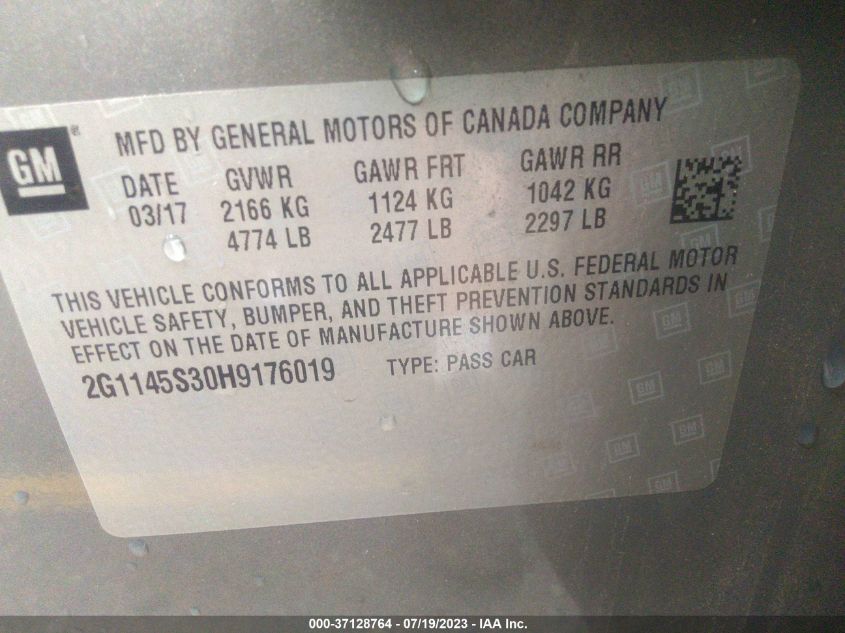 GM
MFD BY GENERAL MOTORS OF CANADA COMPANY
DATE GVWR GAWR FRT GAWR RR
03/17 2166 KG 1124 KG 1042 KG
4774 LB 2477 LB 2297 LB
THIS VEHICLE CONFORMS TO ALL APPLICABLE U.S. FEDERAL MOTOR
VEHICLE SAFETY, BUMPER, AND THEFT PREVENTION STANDARDS IN
EFFECT ON THE DATE OF MANUFACTURE SHOWN ABOVE.
2G1145S30H9176019 TYPE: PASS CAR
000-37128764 - 07/19/2023 - IAA Inc.